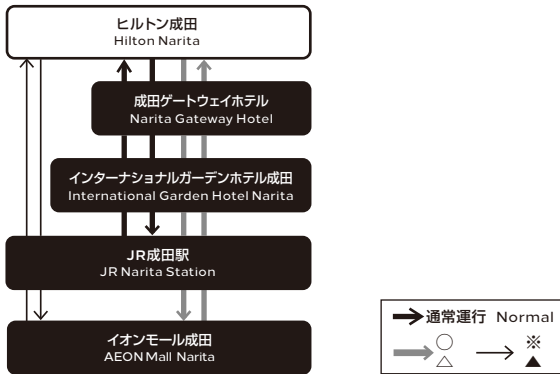 ヒルトン成田
Hilton Narita
成田ゲートウェイホテル
Narita Gateway Hotel
インターナショナルガーデンホテル成田
International Garden Hotel Narita
JR成田駅
JR Narita Station
イオンモール成田
AEON Mall Narita
通常運行 Normal
○ ※
△ ▲